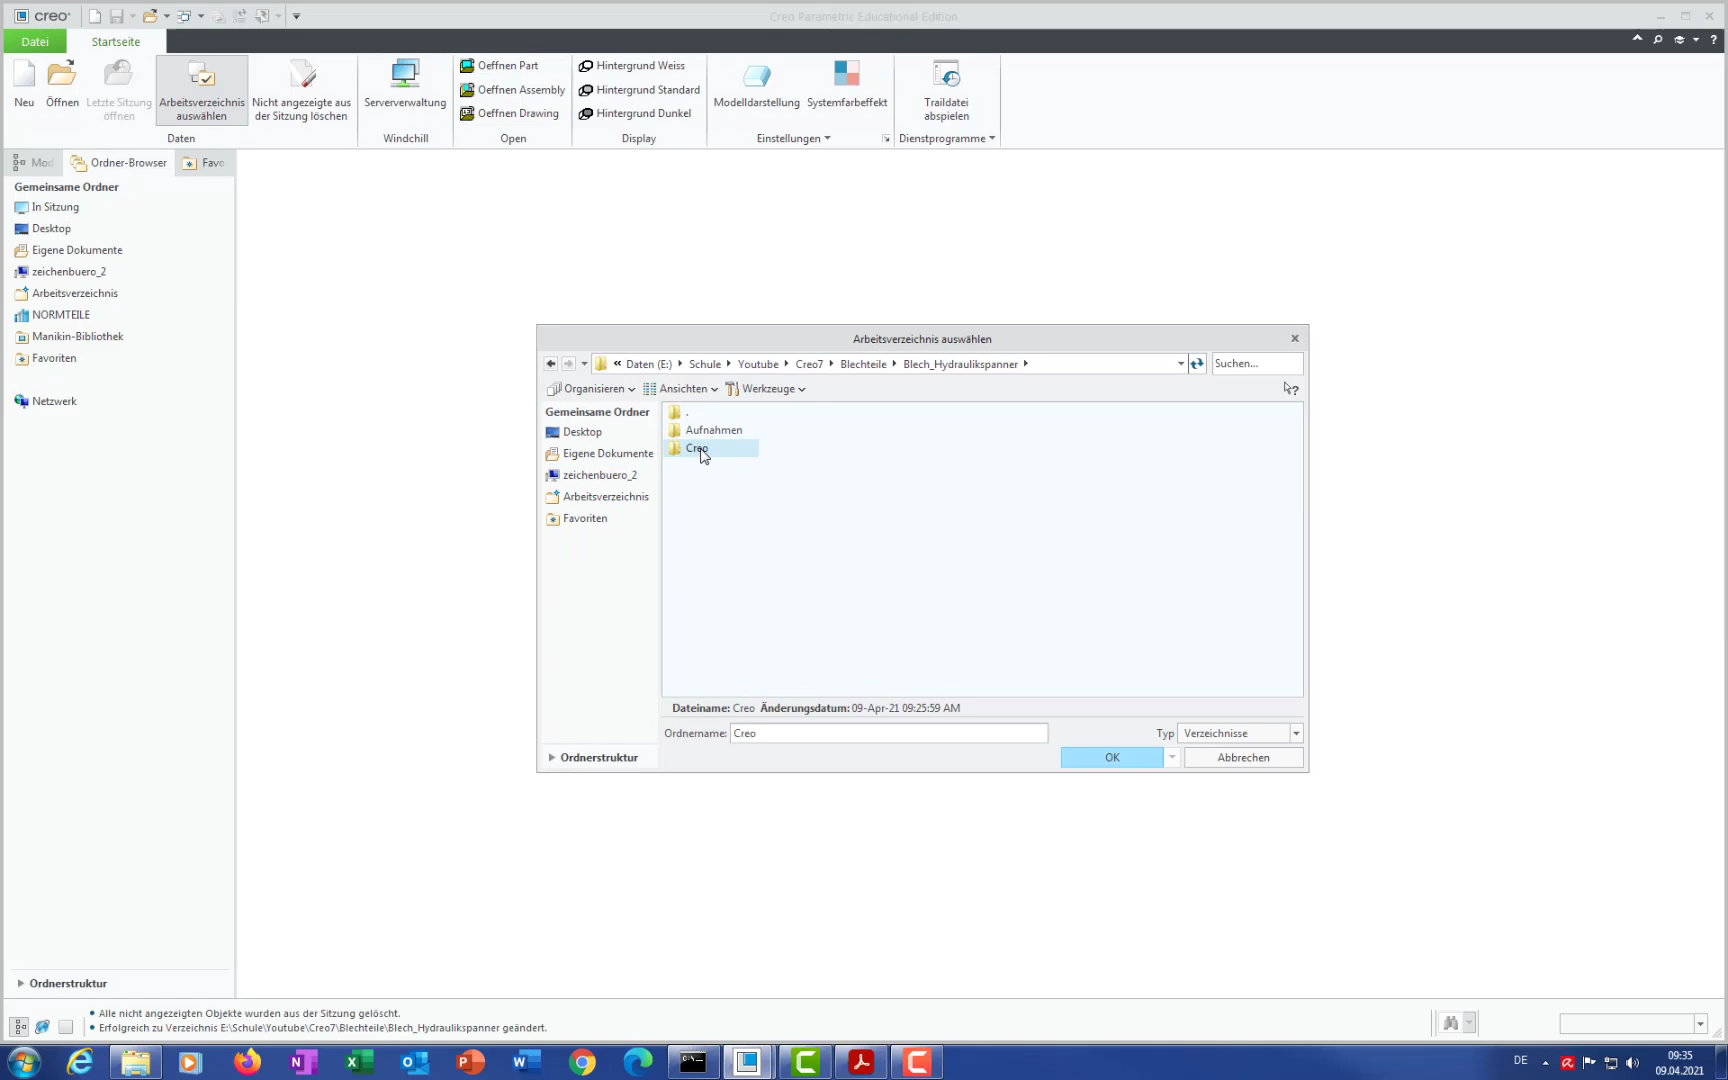 creo
Creo Parametric Educational Edition
Datei
Startseite
Neu
Öffnen
Letzte Sitzung
öffnen
Arbeitsverzeichnis
auswählen
Nicht angezeigte aus
der Sitzung löschen
Daten
Serververwaltung
Windchill
Oeffnen Part
Oeffnen Assembly
Oeffnen Drawing
Open
Hintergrund Weiss
Hintergrund Standard
Hintergrund Dunkel
Display
Modelldarstellung
Systemfarbeffekt
Einstellungen
Traildatei
abspielen
Dienstprogramme
Mod
Ordner-Browser
Favo
Gemeinsame Ordner
In Sitzung
Desktop
Eigene Dokumente
zeichenbuero_2
Arbeitsverzeichnis
NORMTEILE
Manikin-Bibliothek
Favoriten
Netzwerk
Ordnerstruktur
Arbeitsverzeichnis auswählen
« Daten (E:) Schule Youtube Creo7 Blechteile Blech_Hydraulikspanner
Suchen...
Organisieren Ansichten Werkzeuge
Gemeinsame Ordner
Desktop
Eigene Dokumente
zeichenbuero_2
Arbeitsverzeichnis
Favoriten
Ordnerstruktur
.
Aufnahmen
Creo
Dateiname: Creo Änderungsdatum: 09-Apr-21 09:25:59 AM
Ordnername: Creo
Typ Verzeichnisse
OK
Abbrechen
• Alle nicht angezeigten Objekte wurden aus der Sitzung gelöscht.
• Erfolgreich zu Verzeichnis E:\Schule\Youtube\Creo7\Blechteile\Blech_Hydraulikspanner geändert.
DE
09:35
09.04.2021